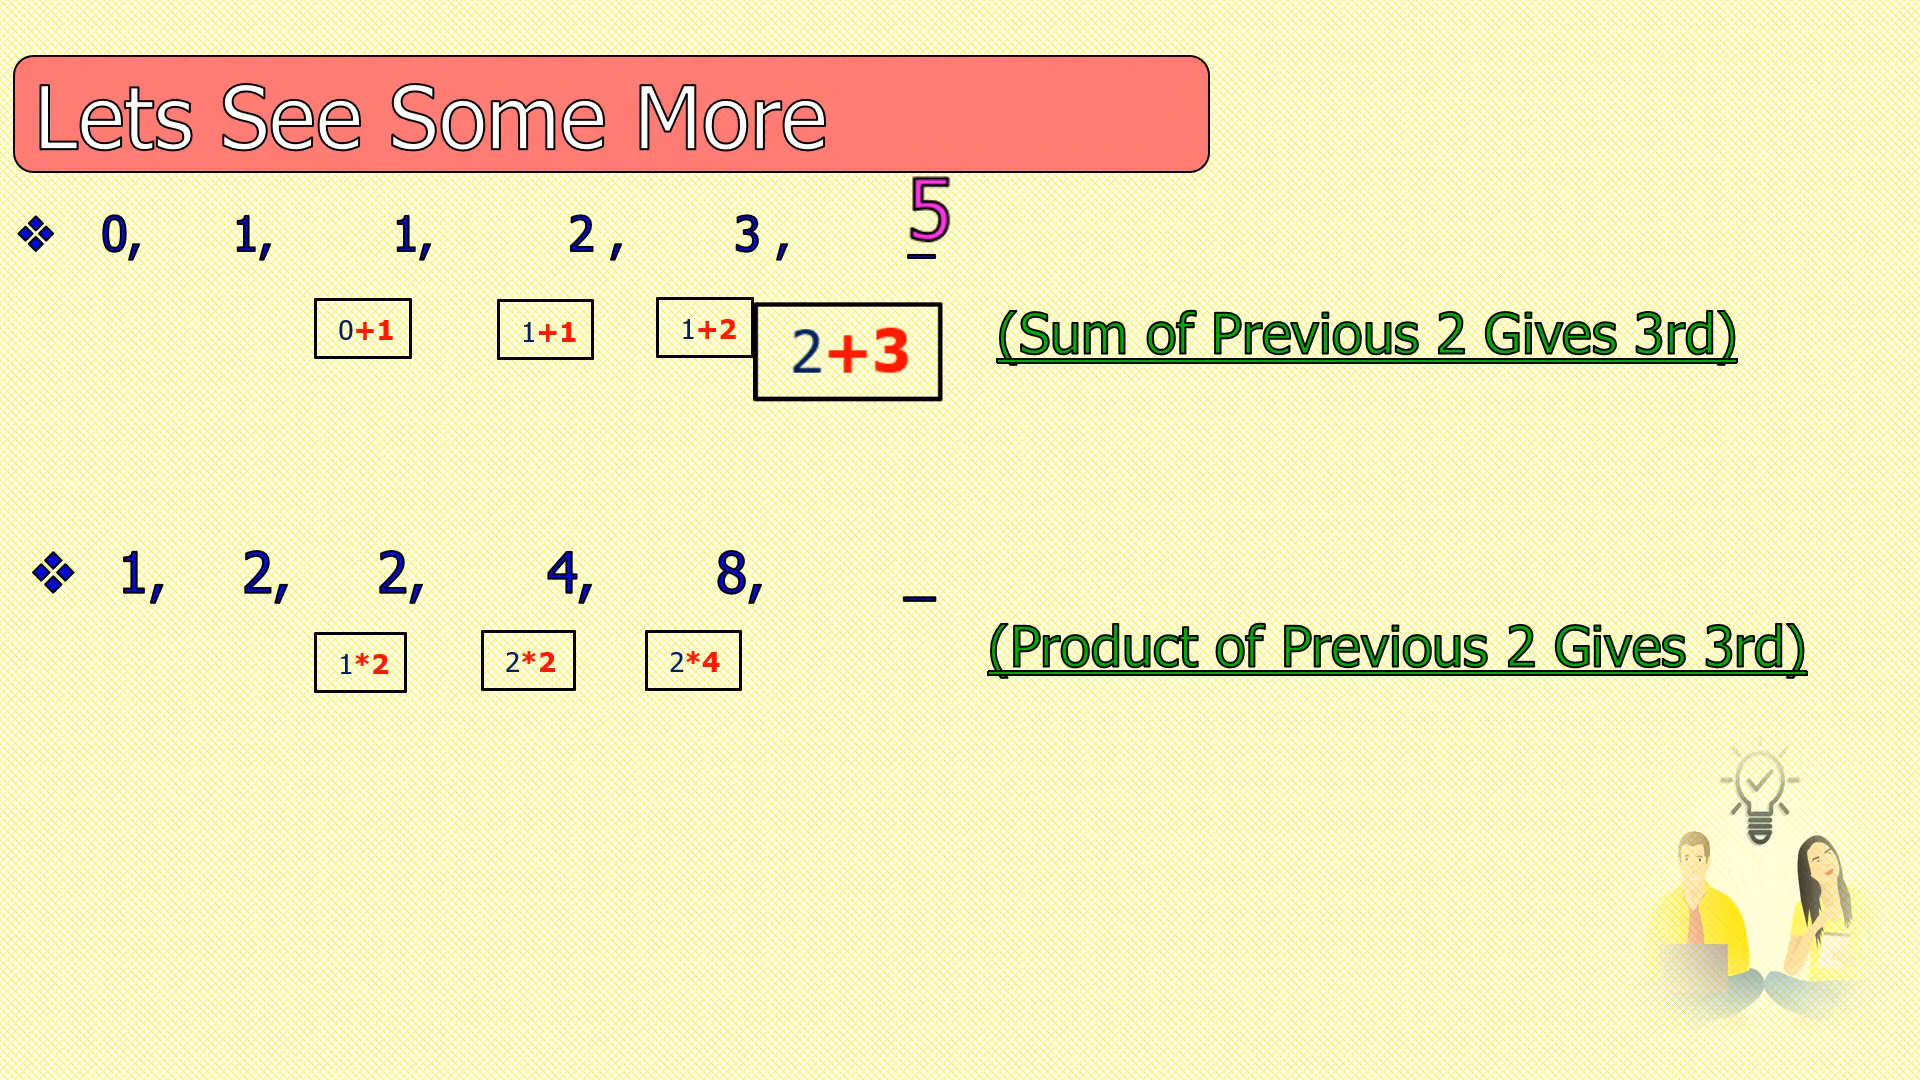 Lets See Some More
❖ 0, 1, 1, 2 , 3 , 5
0+1 1+1 1+2 2+3 (Sum of Previous 2 Gives 3rd)
❖ 1, 2, 2, 4, 8, _
1*2 2*2 2*4 (Product of Previous 2 Gives 3rd)